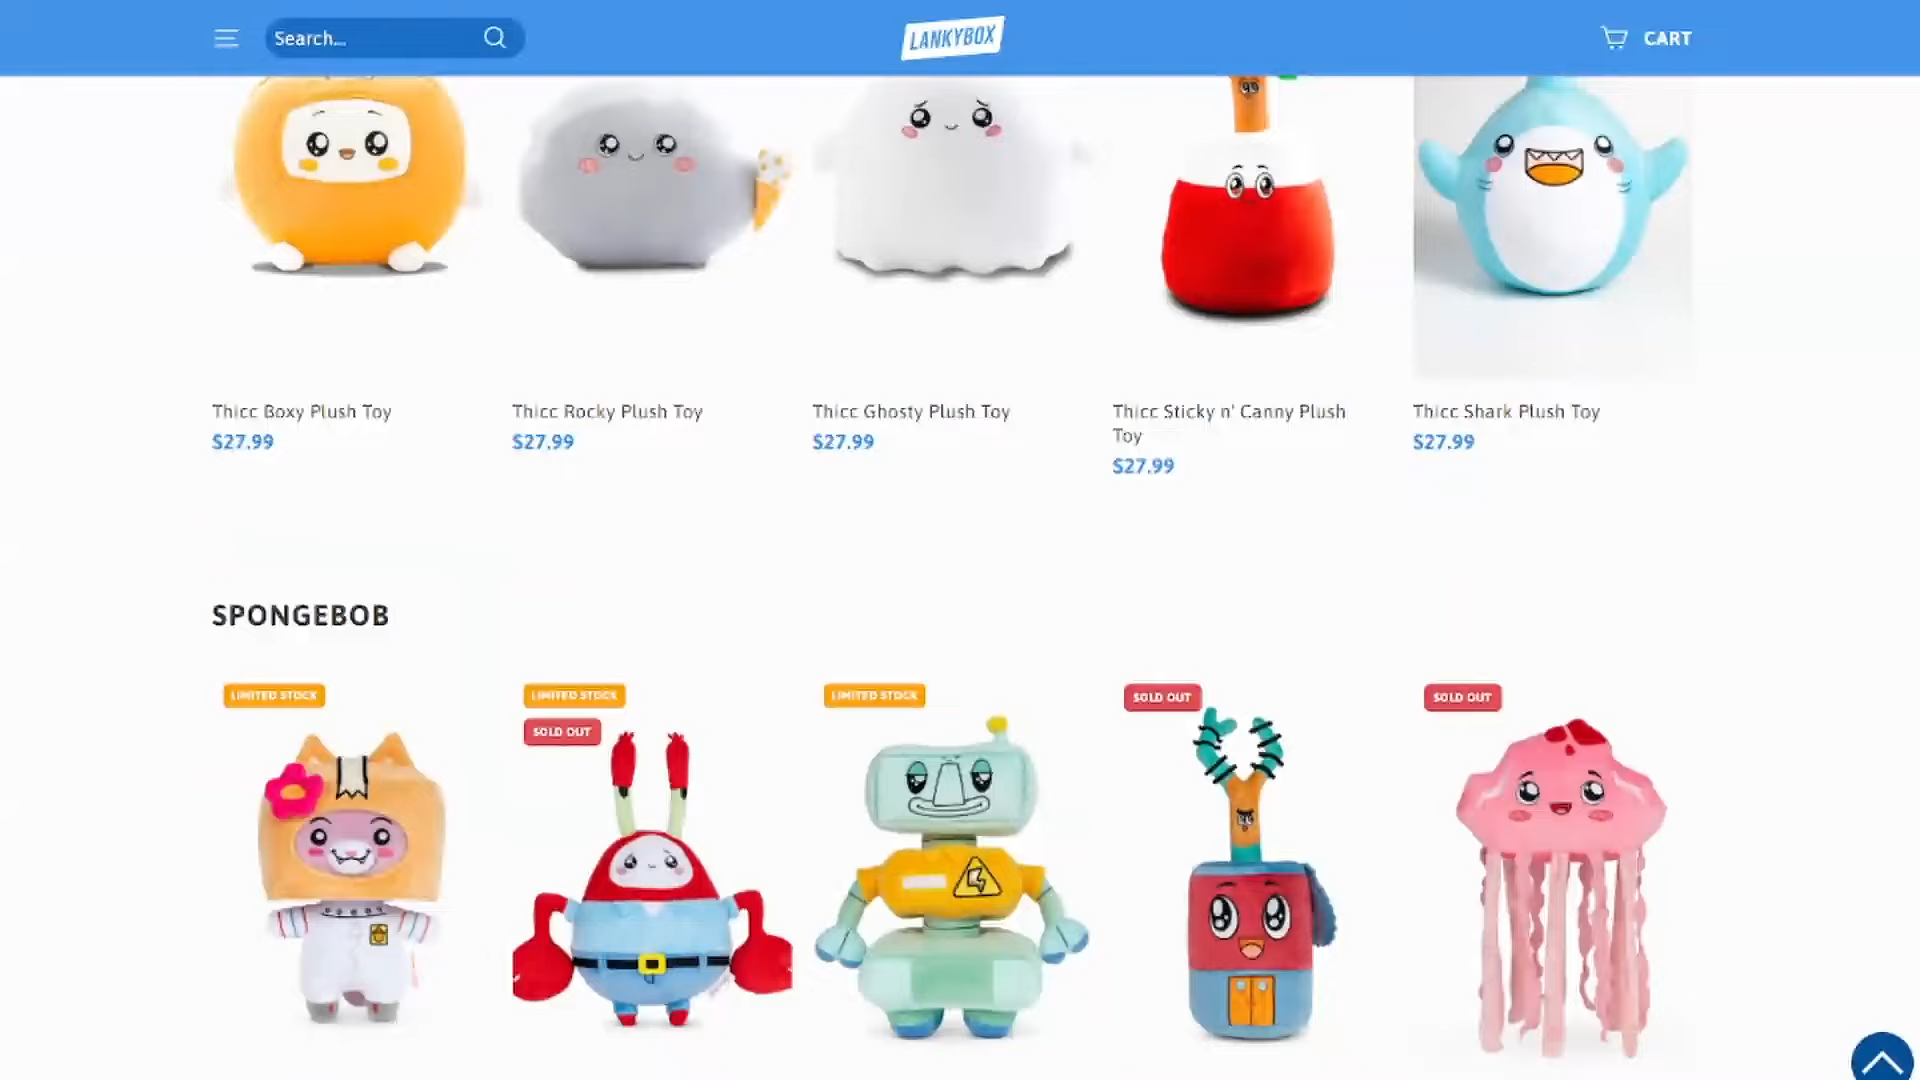 Search...
LANKYBOX
CART
Thicc Boxy Plush Toy
$27.99
Thicc Rocky Plush Toy
$27.99
Thicc Ghosty Plush Toy
$27.99
Thicc Sticky n' Canny Plush
Toy
$27.99
Thicc Shark Plush Toy
$27.99
SPONGEBOB
LIMITED STOCK
LIMITED STOCK
SOLD OUT
LIMITED STOCK
SOLD OUT
SOLD OUT